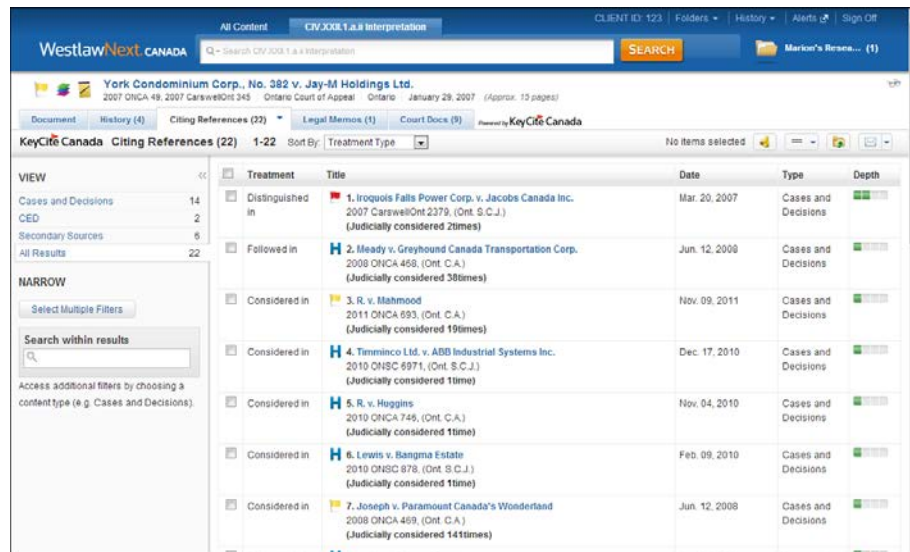 CLIENT ID: 123 Folders History Alerts Sign Off
All Content CIV.XXII.1.a.ii Interpretation
WestlawNext CANADA Search CIV.XXII.1.a.ii Interpretation SEARCH Marion's Resea... (1)
York Condominium Corp., No. 382 v. Jay-M Holdings Ltd.
2007 ONCA 49, 2007 CarswellOnt 345 Ontario Court of Appeal Ontario January 29, 2007 (Approx. 15 pages)
Document History (4) Citing References (22) Legal Memos (1) Court Docs (9) Powered by KeyCite Canada
KeyCite Canada Citing References (22) 1-22 Sort By: Treatment Type No items selected
VIEW
Cases and Decisions 14
CED 2
Secondary Sources 6
All Results 22
NARROW
Select Multiple Filters
Search within results
Access additional filters by choosing a
content type (e.g. Cases and Decisions).
Treatment Title Date Type Depth
Distinguished in
1. Iroquois Falls Power Corp. v. Jacobs Canada Inc.
2007 CarswellOnt 2379, (Ont. S.C.J.)
(Judicially considered 2times)
Mar. 20, 2007
Cases and Decisions
Followed in
H 2. Meady v. Greyhound Canada Transportation Corp.
2008 ONCA 468, (Ont. C.A.)
(Judicially considered 38times)
Jun. 12, 2008
Cases and Decisions
Considered in
3. R. v. Mahmood
2011 ONCA 693, (Ont. C.A.)
(Judicially considered 19times)
Nov. 09, 2011
Cases and Decisions
Considered in
H 4. Timminco Ltd. v. ABB Industrial Systems Inc.
2010 ONSC 6971, (Ont. S.C.J.)
(Judicially considered 1time)
Dec. 17, 2010
Cases and Decisions
Considered in
H 5. R. v. Huggins
2010 ONCA 746, (Ont. C.A.)
(Judicially considered 1time)
Nov. 04, 2010
Cases and Decisions
Considered in
H 6. Lewis v. Bangma Estate
2010 ONSC 878, (Ont. S.C.J.)
(Judicially considered 1time)
Feb. 09, 2010
Cases and Decisions
Considered in
7. Joseph v. Paramount Canada's Wonderland
2008 ONCA 469, (Ont. C.A.)
(Judicially considered 141times)
Jun. 12, 2008
Cases and Decisions